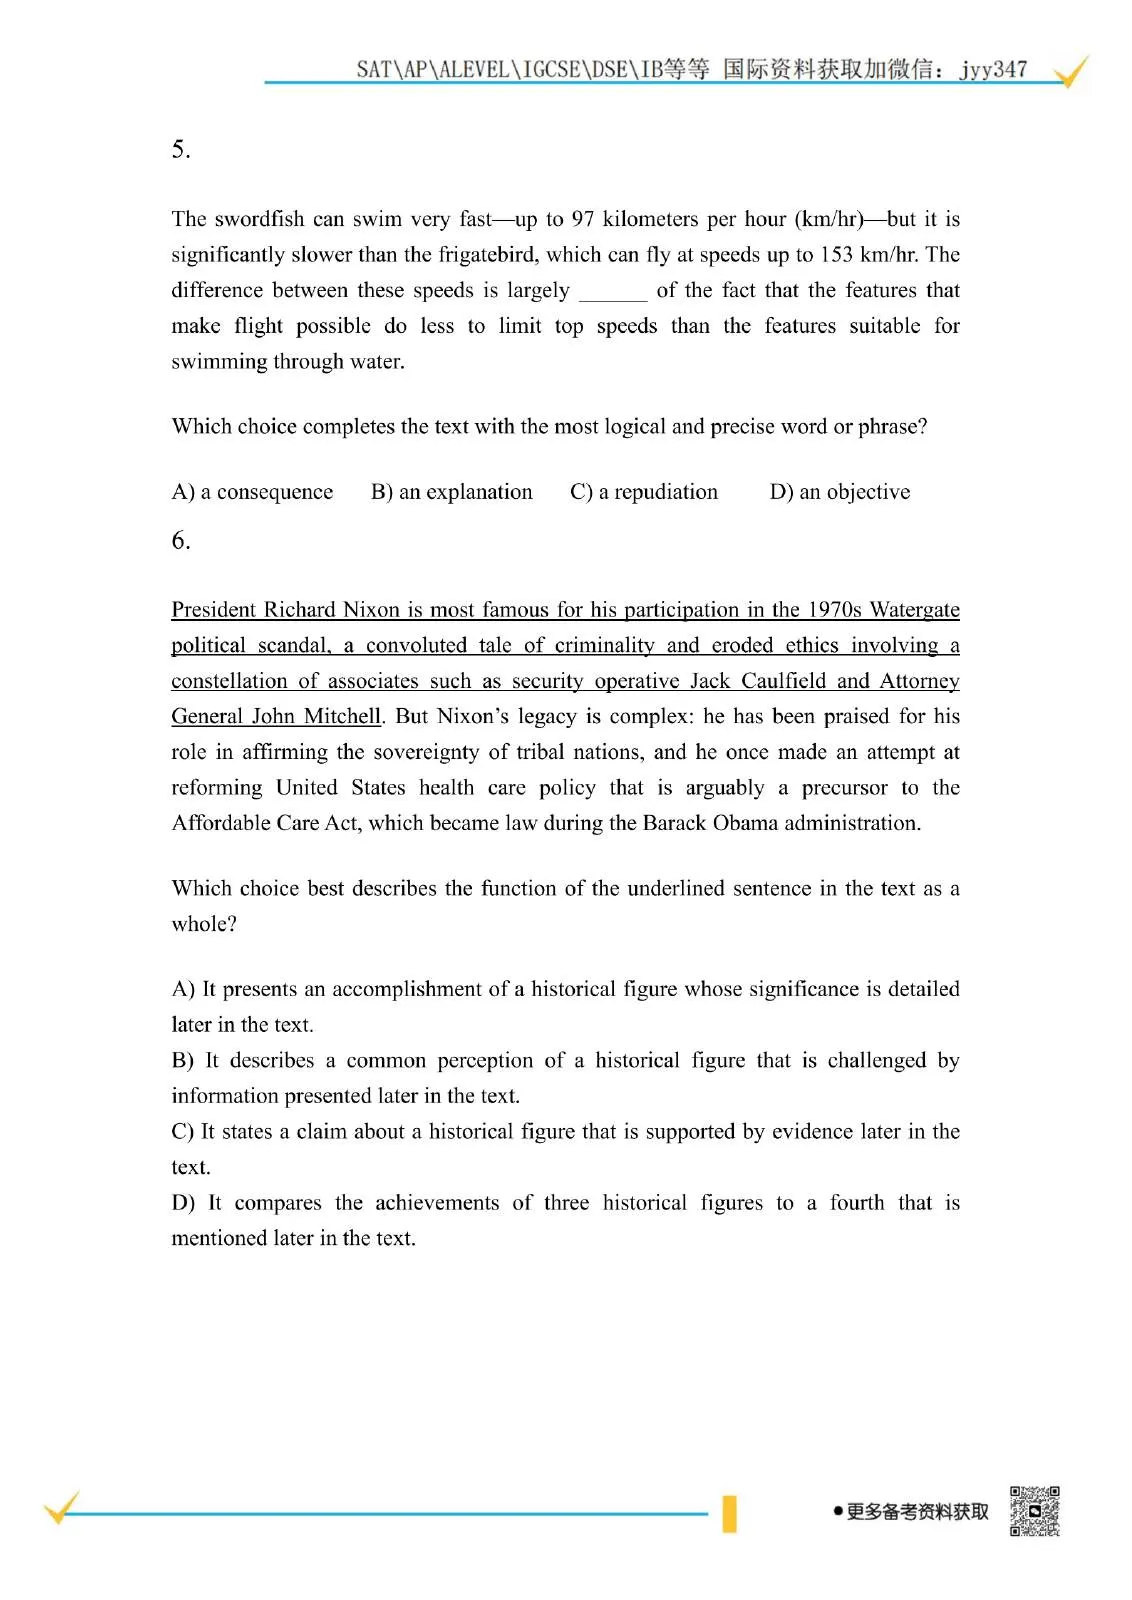 SAT\AP\ALEVEL\IGCSE\DSE\IB等等 国际资料获取加微信：jyy347
5.
The swordfish can swim very fast—up to 97 kilometers per hour (km/hr)—but it is
significantly slower than the frigatebird, which can fly at speeds up to 153 km/hr. The
difference between these speeds is largely ______ of the fact that the features that
make flight possible do less to limit top speeds than the features suitable for
swimming through water.
Which choice completes the text with the most logical and precise word or phrase?
A) a consequence B) an explanation C) a repudiation D) an objective
6.
President Richard Nixon is most famous for his participation in the 1970s Watergate
political scandal, a convoluted tale of criminality and eroded ethics involving a
constellation of associates such as security operative Jack Caulfield and Attorney
General John Mitchell. But Nixon’s legacy is complex: he has been praised for his
role in affirming the sovereignty of tribal nations, and he once made an attempt at
reforming United States health care policy that is arguably a precursor to the
Affordable Care Act, which became law during the Barack Obama administration.
Which choice best describes the function of the underlined sentence in the text as a
whole?
A) It presents an accomplishment of a historical figure whose significance is detailed
later in the text.
B) It describes a common perception of a historical figure that is challenged by
information presented later in the text.
C) It states a claim about a historical figure that is supported by evidence later in the
text.
D) It compares the achievements of three historical figures to a fourth that is
mentioned later in the text.
●更多备考资料获取